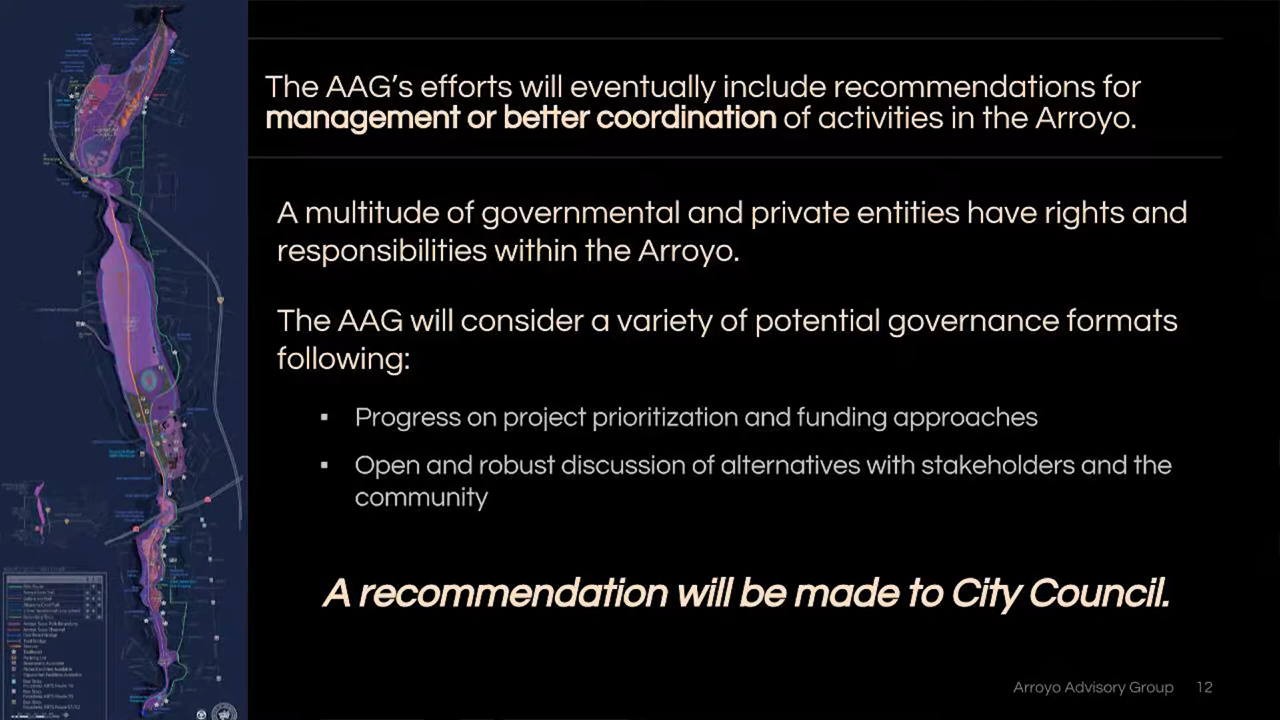 The AAG's efforts will eventually include recommendations for
management or better coordination of activities in the Arroyo.
A multitude of governmental and private entities have rights and
responsibilities within the Arroyo.
The AAG will consider a variety of potential governance formats
following:
▪ Progress on project prioritization and funding approaches
▪ Open and robust discussion of alternatives with stakeholders and the
community
A recommendation will be made to City Council.
Arroyo Advisory Group 12